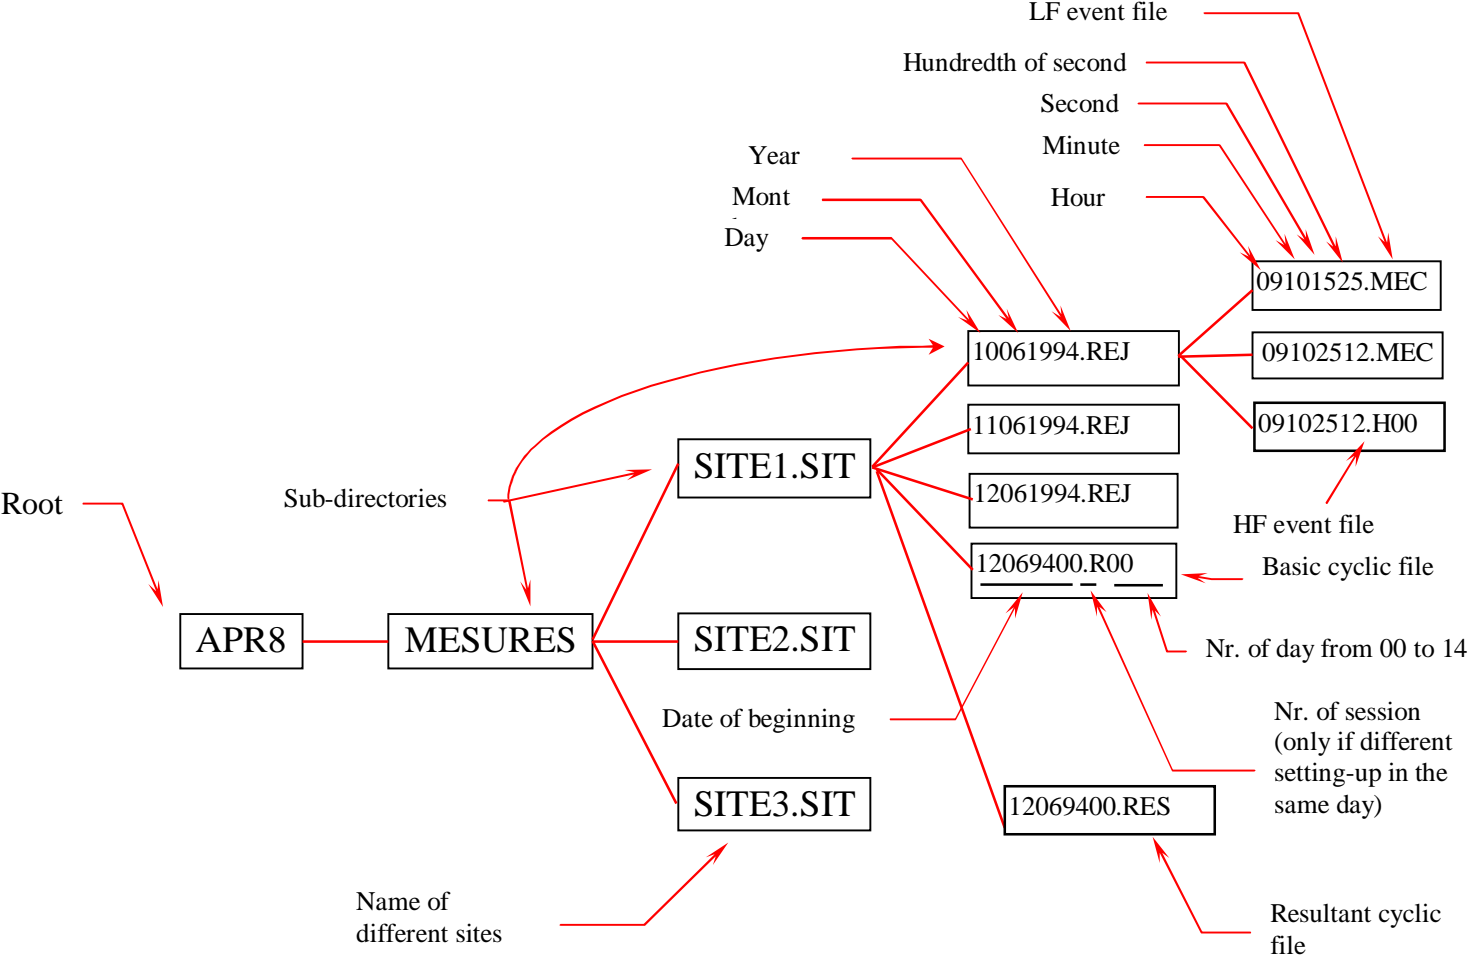 LF event file
Hundredth of second
Second
Minute
Hour
Year
Mont
Day
09101525.MEC
09102512.MEC
09102512.H00
10061994.REJ
11061994.REJ
12061994.REJ
12069400.R00
SITE1.SIT
Sub-directories
Root
HF event file
Basic cyclic file
APR8
MESURES
SITE2.SIT
Nr. of day from 00 to 14
Date of beginning
Nr. of session
(only if different
setting-up in the
same day)
SITE3.SIT
12069400.RES
Name of
different sites
Resultant cyclic
file